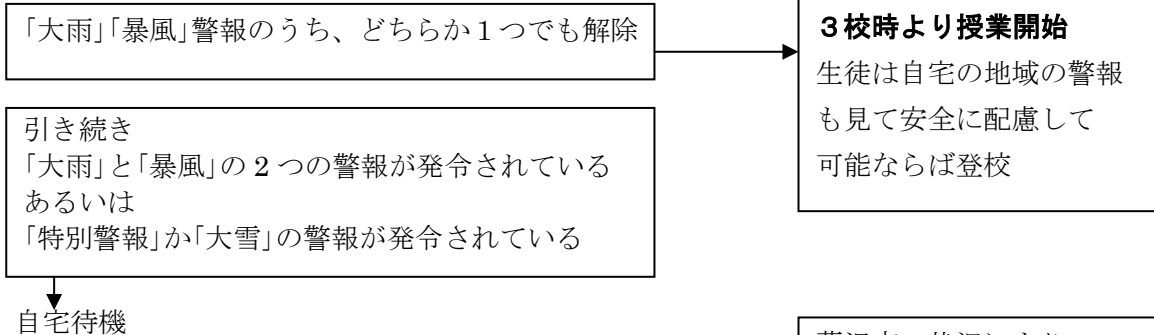 「大雨」「暴風」警報のうち、どちらか１つでも解除
３校時より授業開始
生徒は自宅の地域の警報
も見て安全に配慮して
可能ならば登校
引き続き
「大雨」と「暴風」の 2 つの警報が発令されている
あるいは
「特別警報」か「大雪」の警報が発令されている
自宅待機